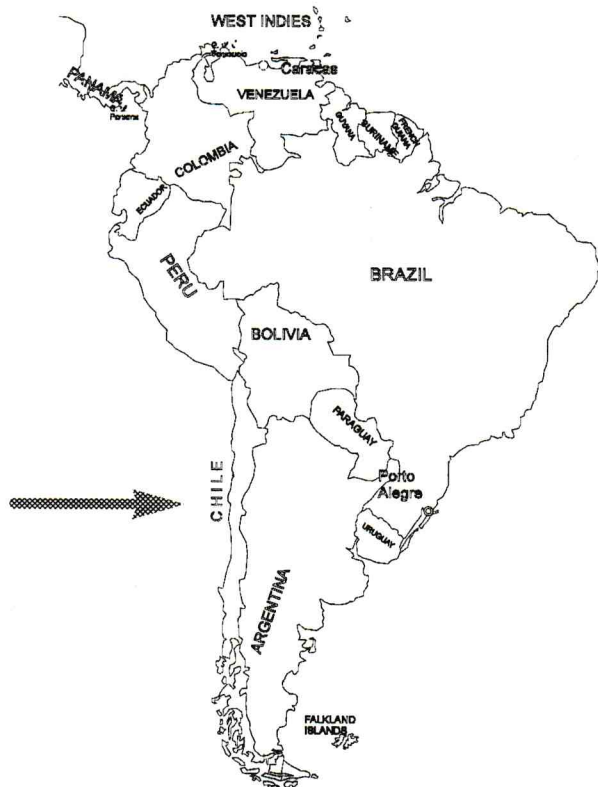 WEST INDIES
Caracas
PANAMA
VENEZUELA
GUYANA
SURINAME
FRENCH
GUIANA
COLOMBIA
ECUADOR
PERU
BRAZIL
BOLIVIA
PARAGUAY
Porto
Alegre
CHILE
URUGUAY
ARGENTINA
FALKLAND
ISLANDS